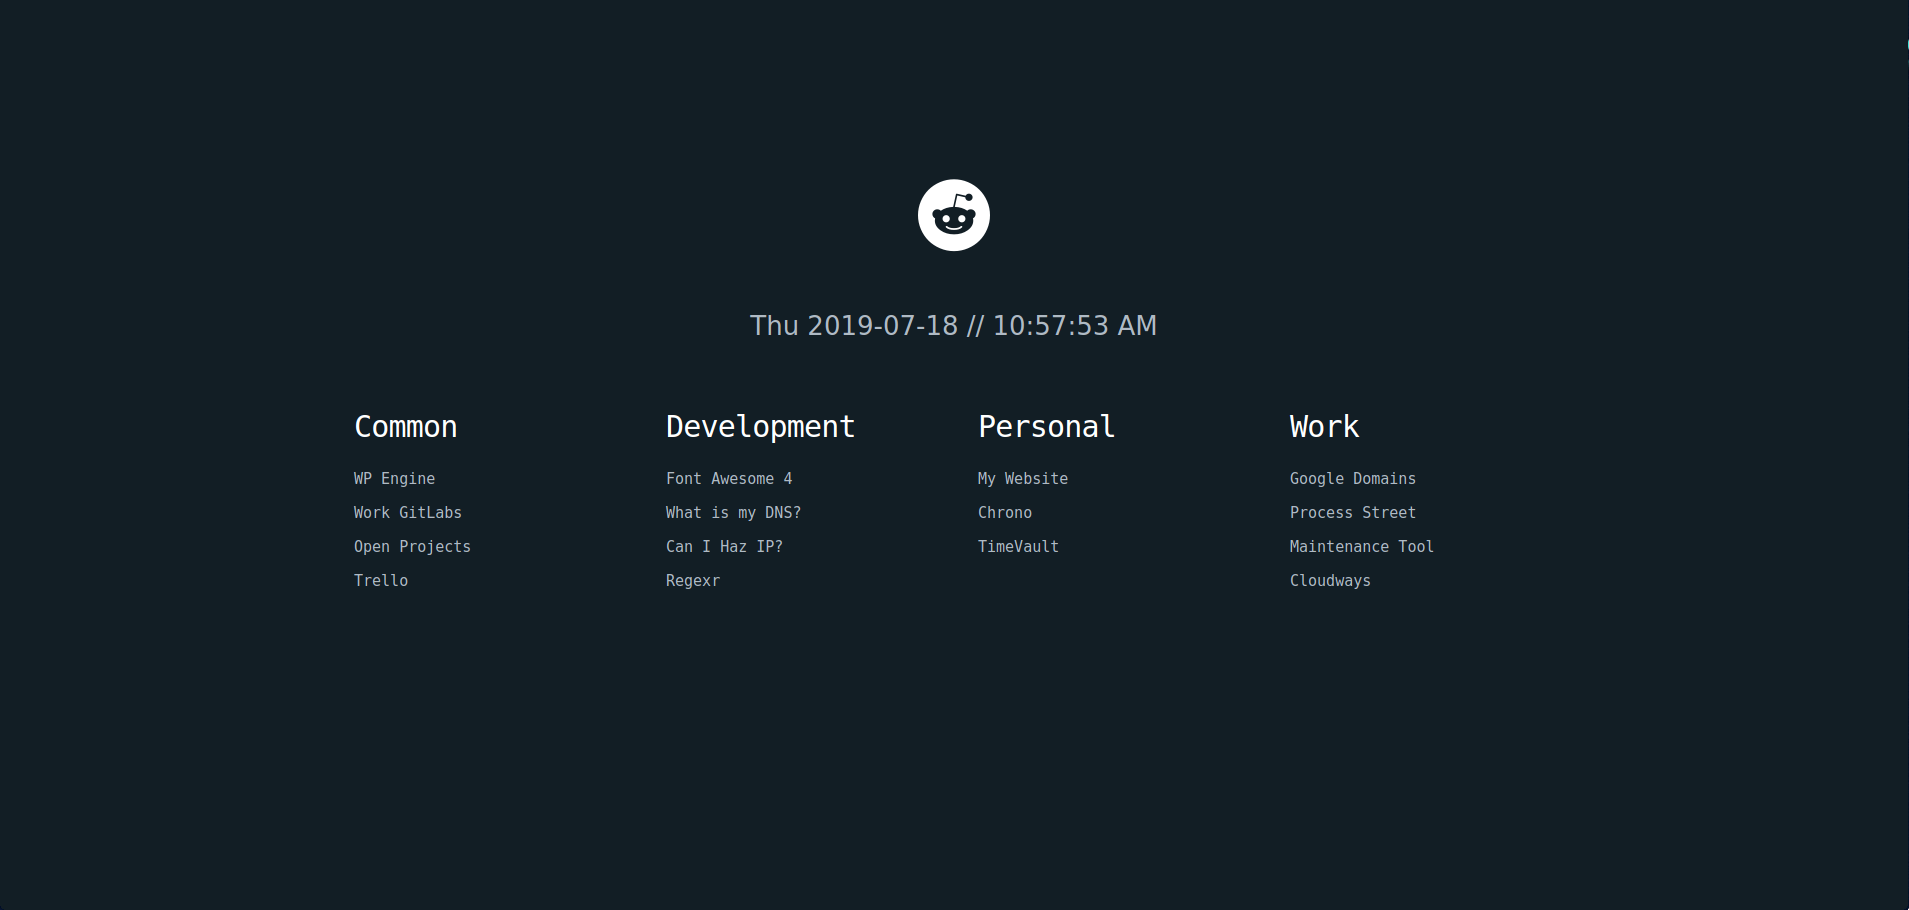 Thu 2019-07-18 // 10:57:53 AM
Common
WP Engine
Work GitLabs
Open Projects
Trello
Development
Font Awesome 4
What is my DNS?
Can I Haz IP?
Regexr
Personal
My Website
Chrono
TimeVault
Work
Google Domains
Process Street
Maintenance Tool
Cloudways